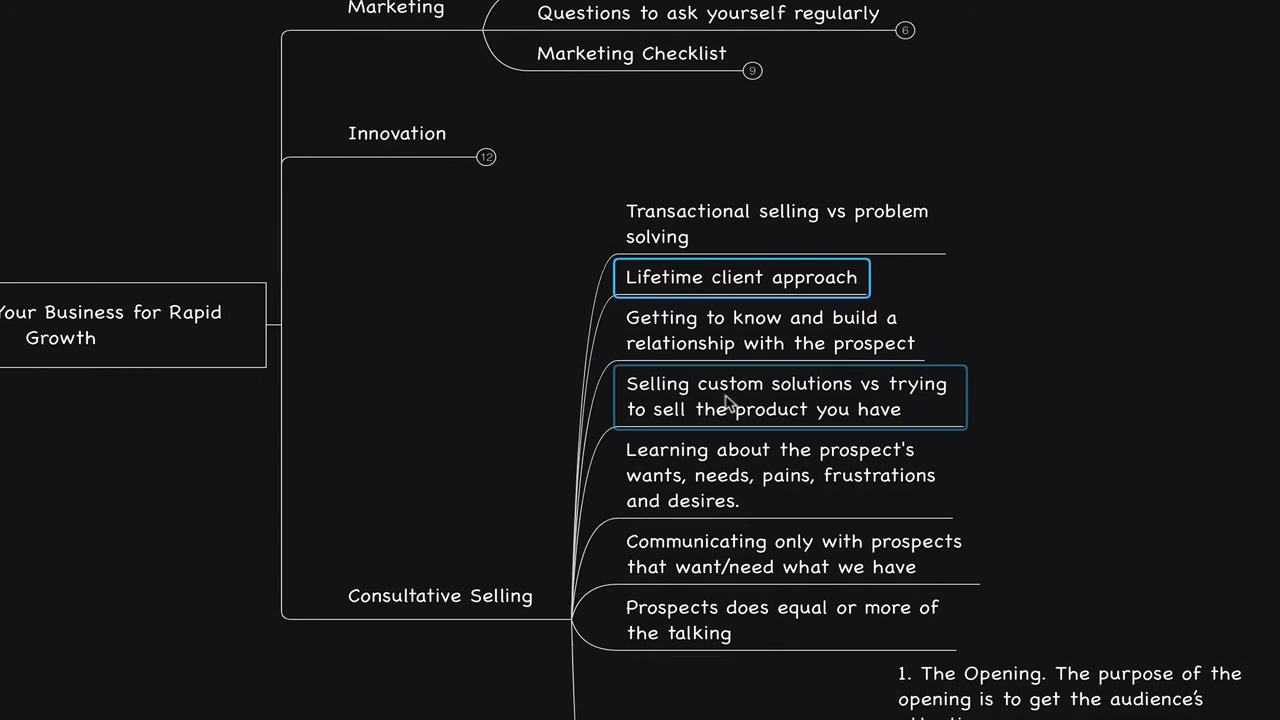 Marketing
Questions to ask yourself regularly
6
Marketing Checklist
9
Innovation
12
Your Business for Rapid
Growth
Transactional selling vs problem
solving
Lifetime client approach
Getting to know and build a
relationship with the prospect
Selling custom solutions vs trying
to sell the product you have
Learning about the prospect's
wants, needs, pains, frustrations
and desires.
Communicating only with prospects
that want/need what we have
Consultative Selling
Prospects does equal or more of
the talking
1. The Opening. The purpose of the
opening is to get the audience's